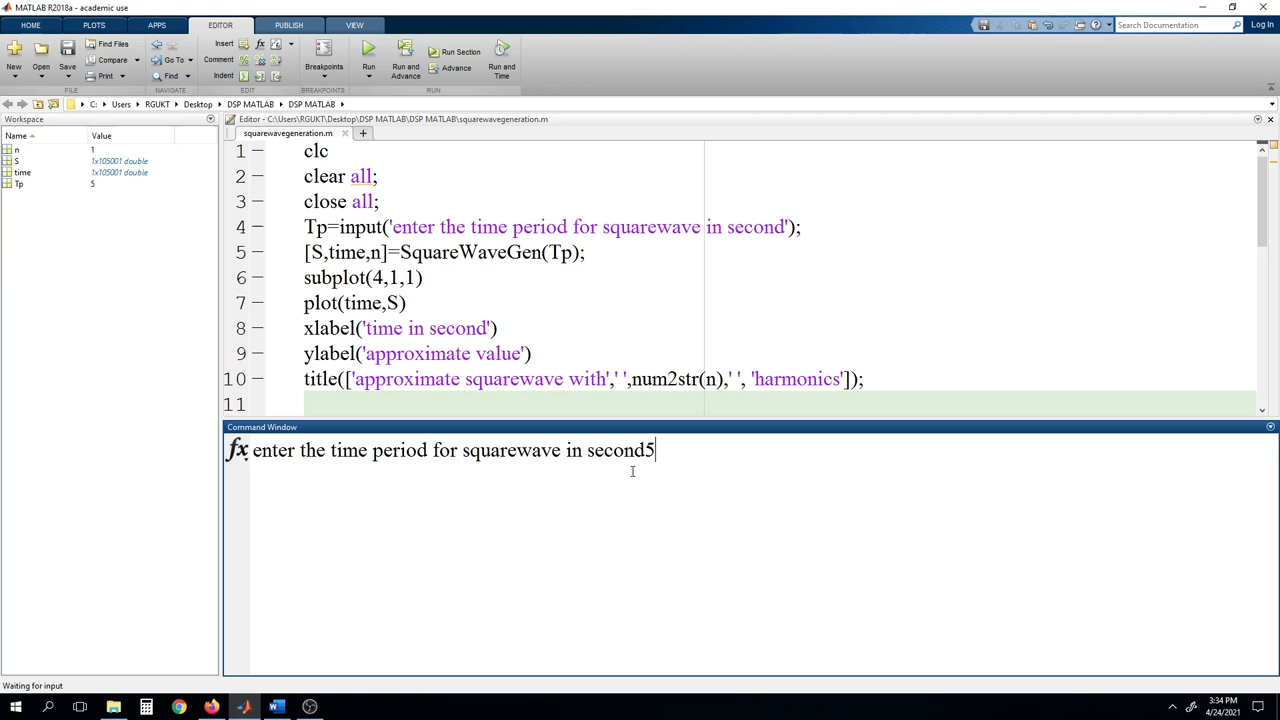 MATLAB R2018a - academic use
HOME PLOTS APPS EDITOR PUBLISH VIEW Search Documentation Log In
New Open Save Find Files Compare Print Go To Find Insert fx Comment Indent Breakpoints Run Run and Advance Run Section Advance Run and Time
FILE NAVIGATE EDIT BREAKPOINTS RUN
C: Users RGUKT Desktop DSP MATLAB DSP MATLAB
Workspace
Name Value
n 1
S 1x105001 double
time 1x105001 double
Tp 5
Editor - C:\Users\RGUKT\Desktop\DSP MATLAB\DSP MATLAB\squarewavegeneration.m
squarewavegeneration.m
1 clc
2 clear all;
3 close all;
4 Tp=input('enter the time period for squarewave in second');
5 [S,time,n]=SquareWaveGen(Tp);
6 subplot(4,1,1)
7 plot(time,S)
8 xlabel('time in second')
9 ylabel('approximate value')
10 title(['approximate squarewave with',' ',num2str(n),' ', 'harmonics']);
11
Command Window
fx enter the time period for squarewave in second5
Waiting for input
3:34 PM
4/24/2021